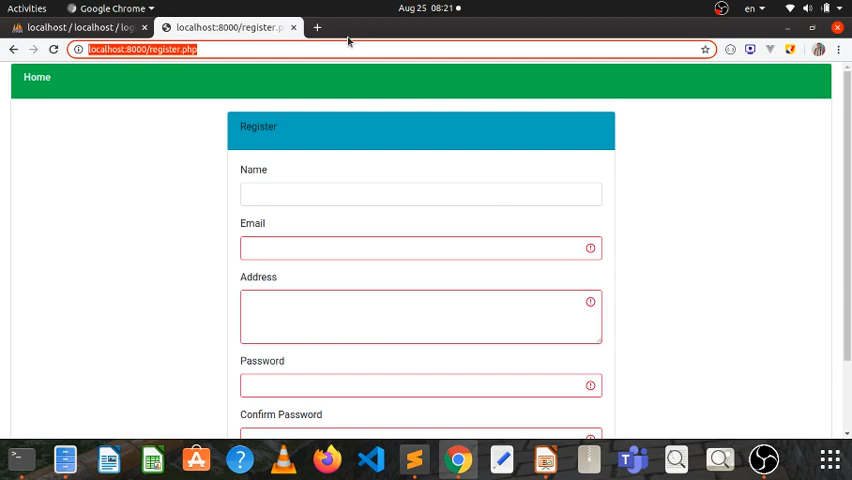 Activities Google Chrome Aug 25 08:21 en
localhost / localhost / log localhost:8000/register.p
localhost:8000/register.php
Home
Register
Name
Email
Address
Password
Confirm Password